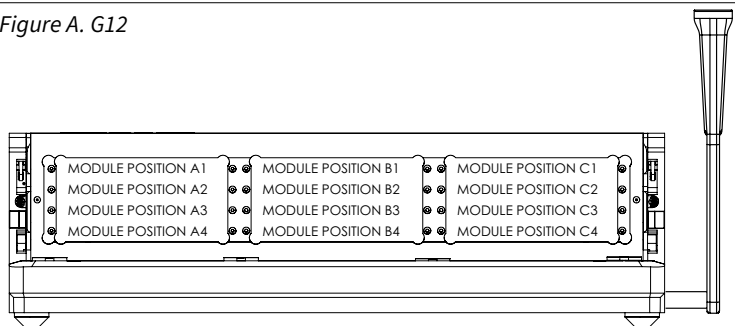 Figure A. G12
MODULE POSITION A1 MODULE POSITION B1 MODULE POSITION C1
MODULE POSITION A2 MODULE POSITION B2 MODULE POSITION C2
MODULE POSITION A3 MODULE POSITION B3 MODULE POSITION C3
MODULE POSITION A4 MODULE POSITION B4 MODULE POSITION C4